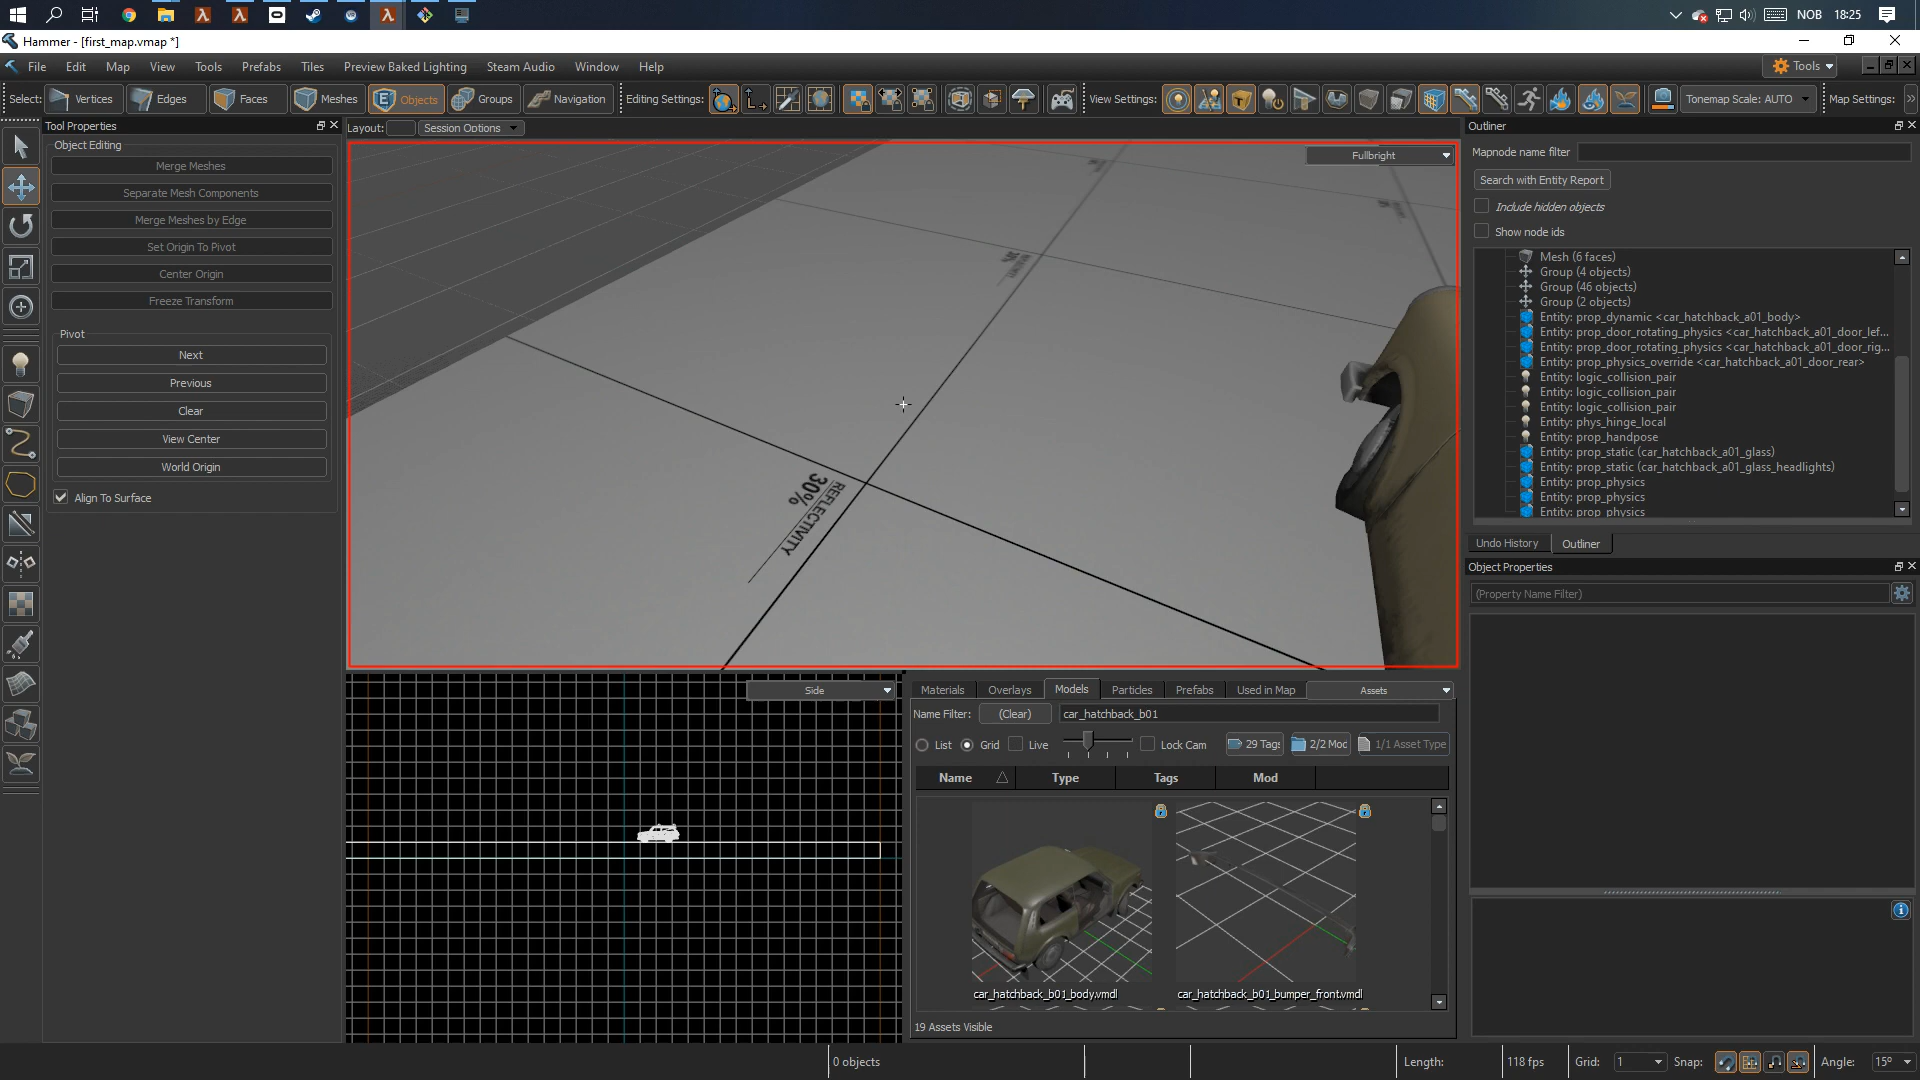 NOB 18:25
Hammer - [first_map.vmap *]
File Edit Map View Tools Prefabs Tiles Preview Baked Lighting Steam Audio Window Help Tools
Select: Vertices Edges Faces Meshes Objects Groups Navigation Editing Settings: View Settings: Tonemap Scale: AUTO Map Settings:
Tool Properties
Object Editing
Merge Meshes
Separate Mesh Components
Merge Meshes by Edge
Set Origin To Pivot
Center Origin
Freeze Transform
Pivot
Next
Previous
Clear
View Center
World Origin
Align To Surface
Layout: Session Options
Fullbright
30%
REFLECTIVITY
Side
Materials Overlays Models Particles Prefabs Used in Map Assets
Name Filter: (Clear) car_hatchback_b01
List Grid Live Lock Cam 29 Tags 2/2 Mod 1/1 Asset Type
Name Type Tags Mod
car_hatchback_b01_body.vmdl car_hatchback_b01_bumper_front.vmdl
19 Assets Visible
Outliner
Mapnode name filter
Search with Entity Report
Include hidden objects
Show node ids
Mesh (6 faces)
Group (4 objects)
Group (46 objects)
Group (2 objects)
Entity: prop_dynamic <car_hatchback_a01_body>
Entity: prop_door_rotating_physics <car_hatchback_a01_door_lef...
Entity: prop_door_rotating_physics <car_hatchback_a01_door_rig...
Entity: prop_physics_override <car_hatchback_a01_door_rear>
Entity: logic_collision_pair
Entity: logic_collision_pair
Entity: logic_collision_pair
Entity: phys_hinge_local
Entity: prop_handpose
Entity: prop_static (car_hatchback_a01_glass)
Entity: prop_static (car_hatchback_a01_glass_headlights)
Entity: prop_physics
Entity: prop_physics
Entity: prop_physics
Undo History Outliner
Object Properties
(Property Name Filter)
0 objects Length: 118 fps Grid: 1 Snap: Angle: 15º